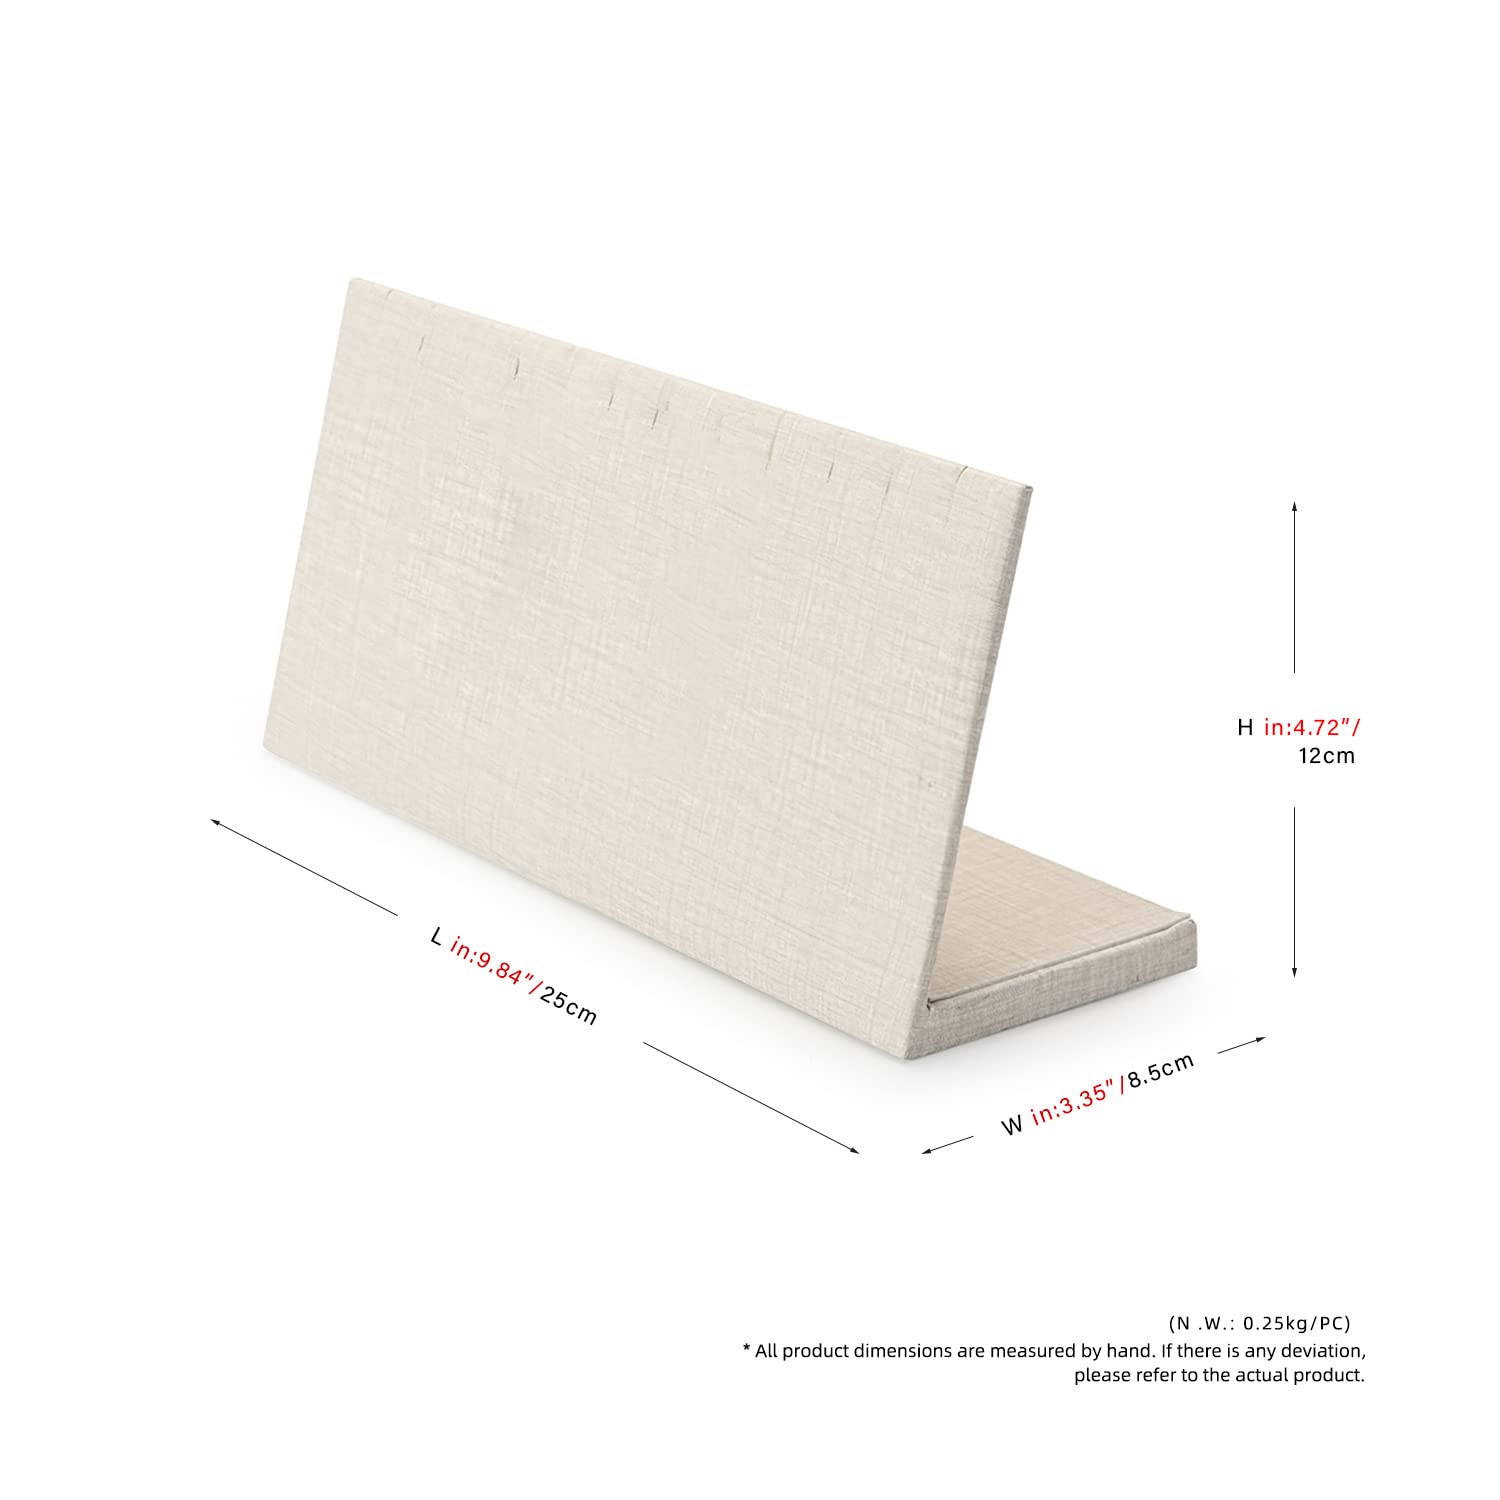 H in:4.72"/
12cm
L in:9.84"/25cm
W in:3.35"/8.5cm
(N .W.: 0.25kg/PC)
* All product dimensions are measured by hand. If there is any deviation,
please refer to the actual product.